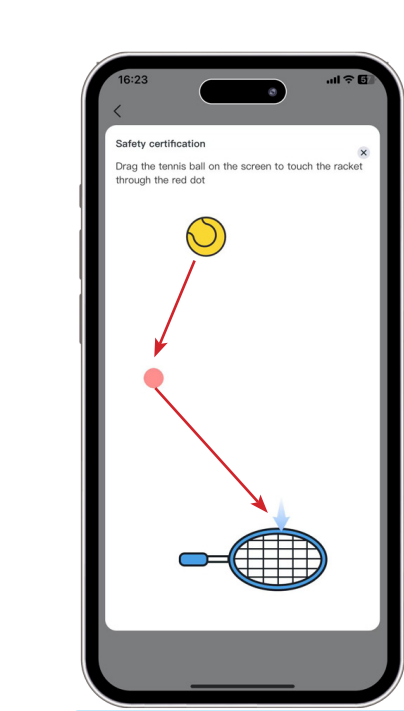 16:23
Safety certification
Drag the tennis ball on the screen to touch the racket
through the red dot